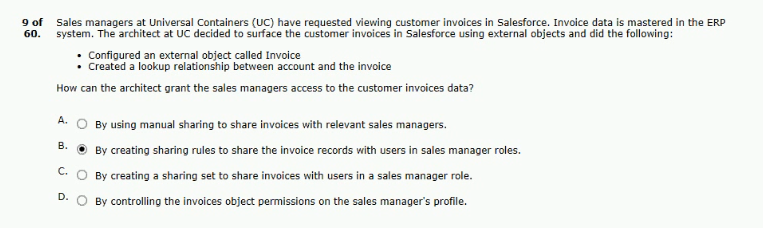 9 of 60. Sales managers at Universal Containers (UC) have requested viewing customer invoices in Salesforce. Invoice data is mastered in the ERP
system. The architect at UC decided to surface the customer invoices in Salesforce using external objects and did the following:
• Configured an external object called Invoice
• Created a lookup relationship between account and the invoice
How can the architect grant the sales managers access to the customer invoices data?
A. By using manual sharing to share invoices with relevant sales managers.
B. By creating sharing rules to share the invoice records with users in sales manager roles.
C. By creating a sharing set to share invoices with users in a sales manager role.
D. By controlling the invoices object permissions on the sales manager's profile.